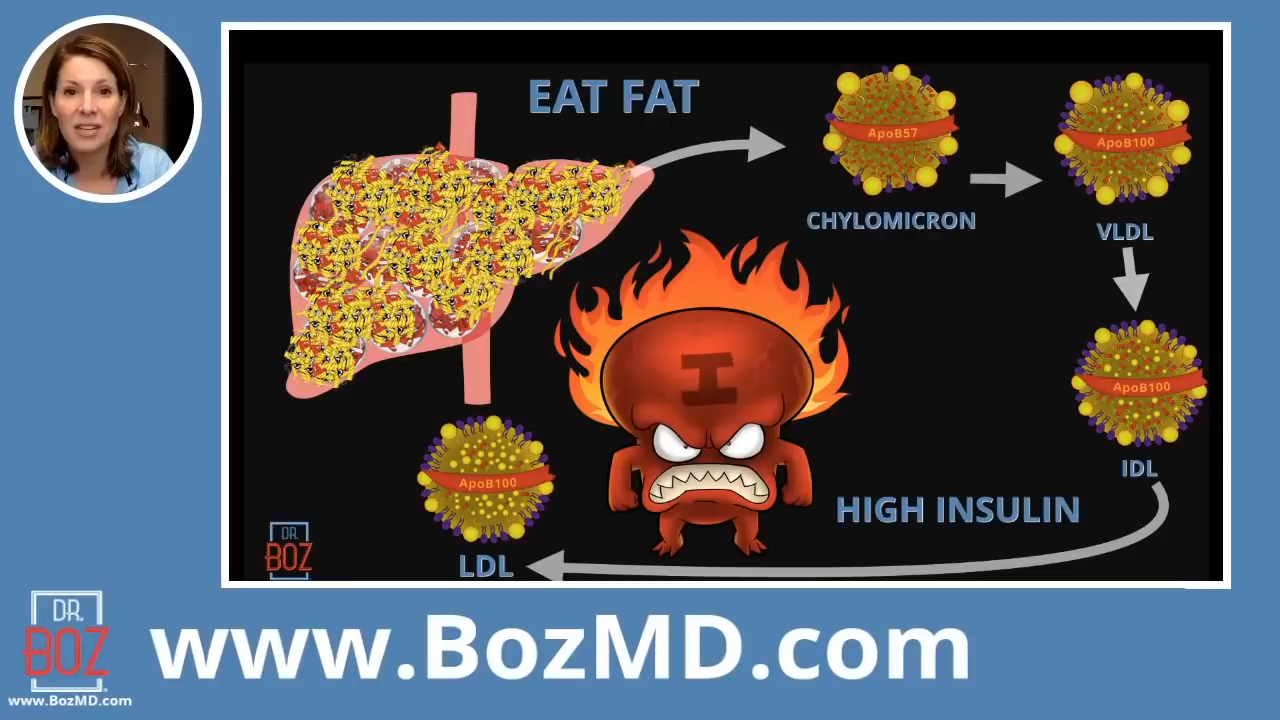 EAT FAT
ApoB57
ApoB100
CHYLOMICRON
VLDL
I
ApoB100
IDL
ApoB100
HIGH INSULIN
LDL
DR.
BOZ
DR.
BOZ
www.BozMD.com
www.BozMD.com